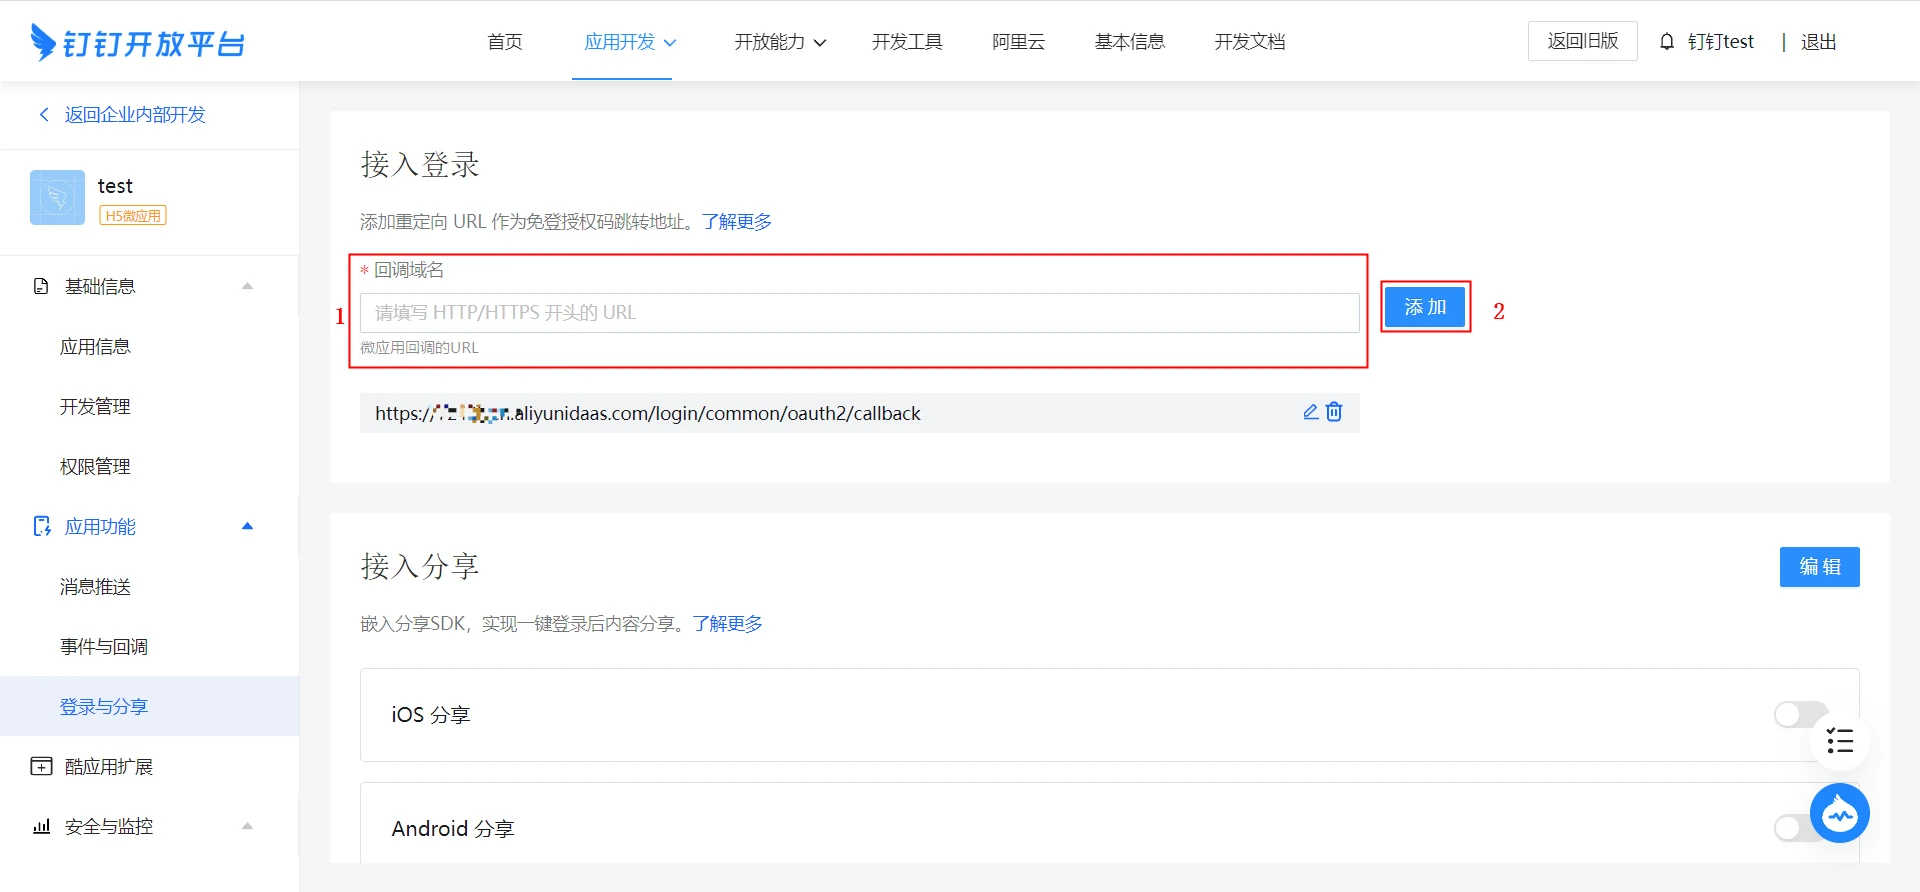 钉钉开放平台
首页 应用开发 开放能力 开发工具 阿里云 基本信息 开发文档 返回旧版 钉钉test | 退出
返回企业内部开发
test
H5微应用
基础信息
应用信息
开发管理
权限管理
应用功能
消息推送
事件与回调
登录与分享
酷应用扩展
安全与监控
接入登录
添加重定向 URL 作为免登授权码跳转地址。了解更多
* 回调域名
1 请填写 HTTP/HTTPS 开头的 URL 添加 2
微应用回调的URL
https://.aliyunidaas.com/login/common/oauth2/callback
接入分享
编辑
嵌入分享SDK，实现一键登录后内容分享。了解更多
iOS 分享
Android 分享